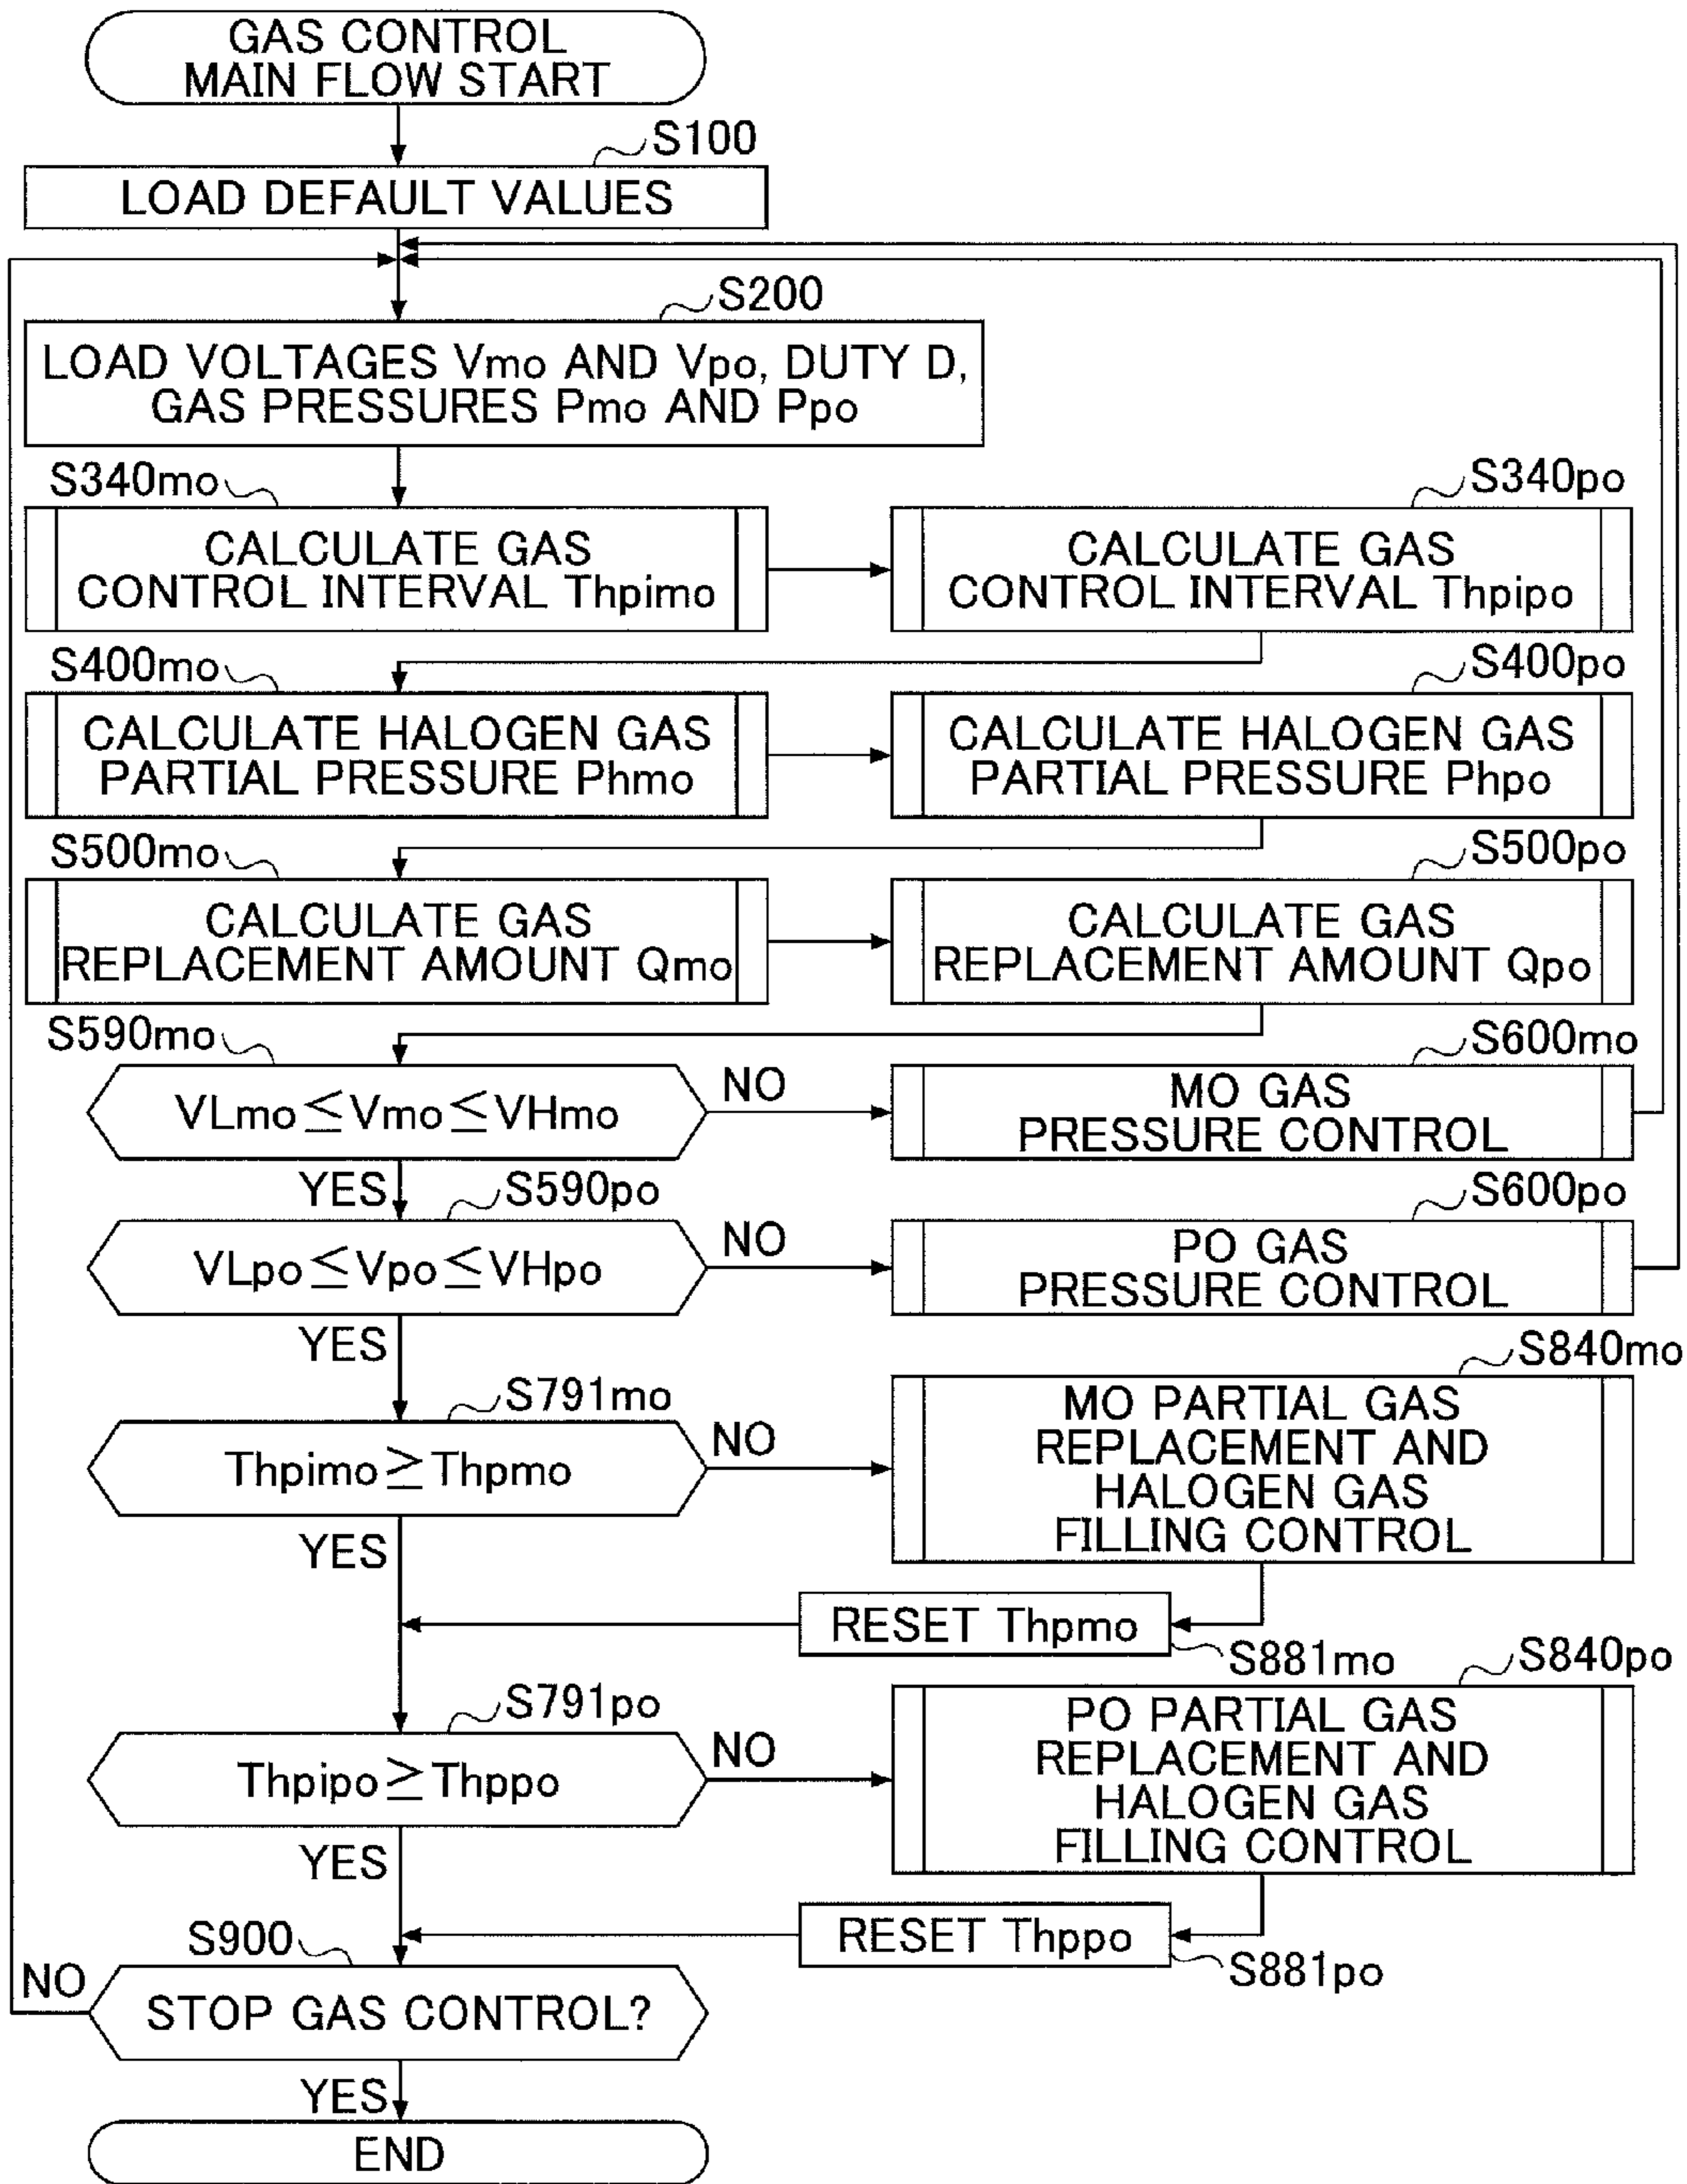 GAS CONTROL
MAIN FLOW START
S100
LOAD DEFAULT VALUES
S200
LOAD VOLTAGES Vmo AND Vpo, DUTY D,
GAS PRESSURES Pmo AND Ppo
S340mo
CALCULATE GAS
CONTROL INTERVAL Thpimo
S340po
CALCULATE GAS
CONTROL INTERVAL Thpipo
S400mo
CALCULATE HALOGEN GAS
PARTIAL PRESSURE Phmo
S400po
CALCULATE HALOGEN GAS
PARTIAL PRESSURE Phpo
S500mo
CALCULATE GAS
REPLACEMENT AMOUNT Qmo
S500po
CALCULATE GAS
REPLACEMENT AMOUNT Qpo
S590mo
VLmo≦Vmo≦VHmo
NO
S600mo
MO GAS
PRESSURE CONTROL
YES
S590po
VLpo≦Vpo≦VHpo
NO
S600po
PO GAS
PRESSURE CONTROL
YES
S791mo
Thpimo≧Thpmo
NO
S840mo
MO PARTIAL GAS
REPLACEMENT AND
HALOGEN GAS
FILLING CONTROL
YES
RESET Thpmo
S881mo
S791po
Thpipo≧Thppo
NO
S840po
PO PARTIAL GAS
REPLACEMENT AND
HALOGEN GAS
FILLING CONTROL
YES
RESET Thppo
S881po
S900
NO
STOP GAS CONTROL?
YES
END